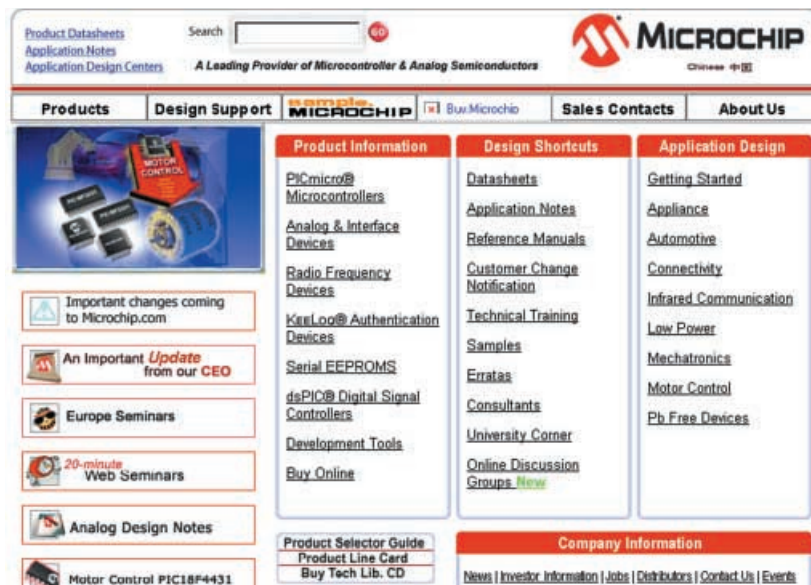 Product Datasheets
Application Notes
Application Design Centers
Search
GO
A Leading Provider of Microcontroller & Analog Semiconductors
MICROCHIP
Chinese 中国
Products
Design Support
sample.
MICROCHIP
Buy.Microchip
Sales Contacts
About Us
MOTOR
CONTROL
Important changes coming
to Microchip.com
An Important Update
from our CEO
Europe Seminars
20-minute
Web Seminars
Analog Design Notes
Motor Control PIC18F4431
Product Information
PICmicro®
Microcontrollers
Analog & Interface
Devices
Radio Frequency
Devices
KEELOQ® Authentication
Devices
Serial EEPROMS
dsPIC® Digital Signal
Controllers
Development Tools
Buy Online
Design Shortcuts
Datasheets
Application Notes
Reference Manuals
Customer Change
Notification
Technical Training
Samples
Erratas
Consultants
University Corner
Online Discussion
Groups New
Application Design
Getting Started
Appliance
Automotive
Connectivity
Infrared Communication
Low Power
Mechatronics
Motor Control
Pb Free Devices
Product Selector Guide
Product Line Card
Buy Tech Lib. CD
Company Information
News | Investor Information | Jobs | Distributors | Contact Us | Events